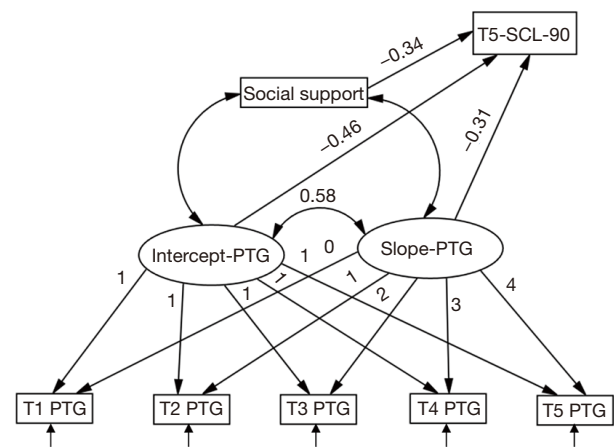 T5-SCL-90
−0.34
Social support
−0.46
−0.31
0.58
Intercept-PTG
Slope-PTG
1
1
1
1
1
0
1
2
3
4
T1 PTG
T2 PTG
T3 PTG
T4 PTG
T5 PTG